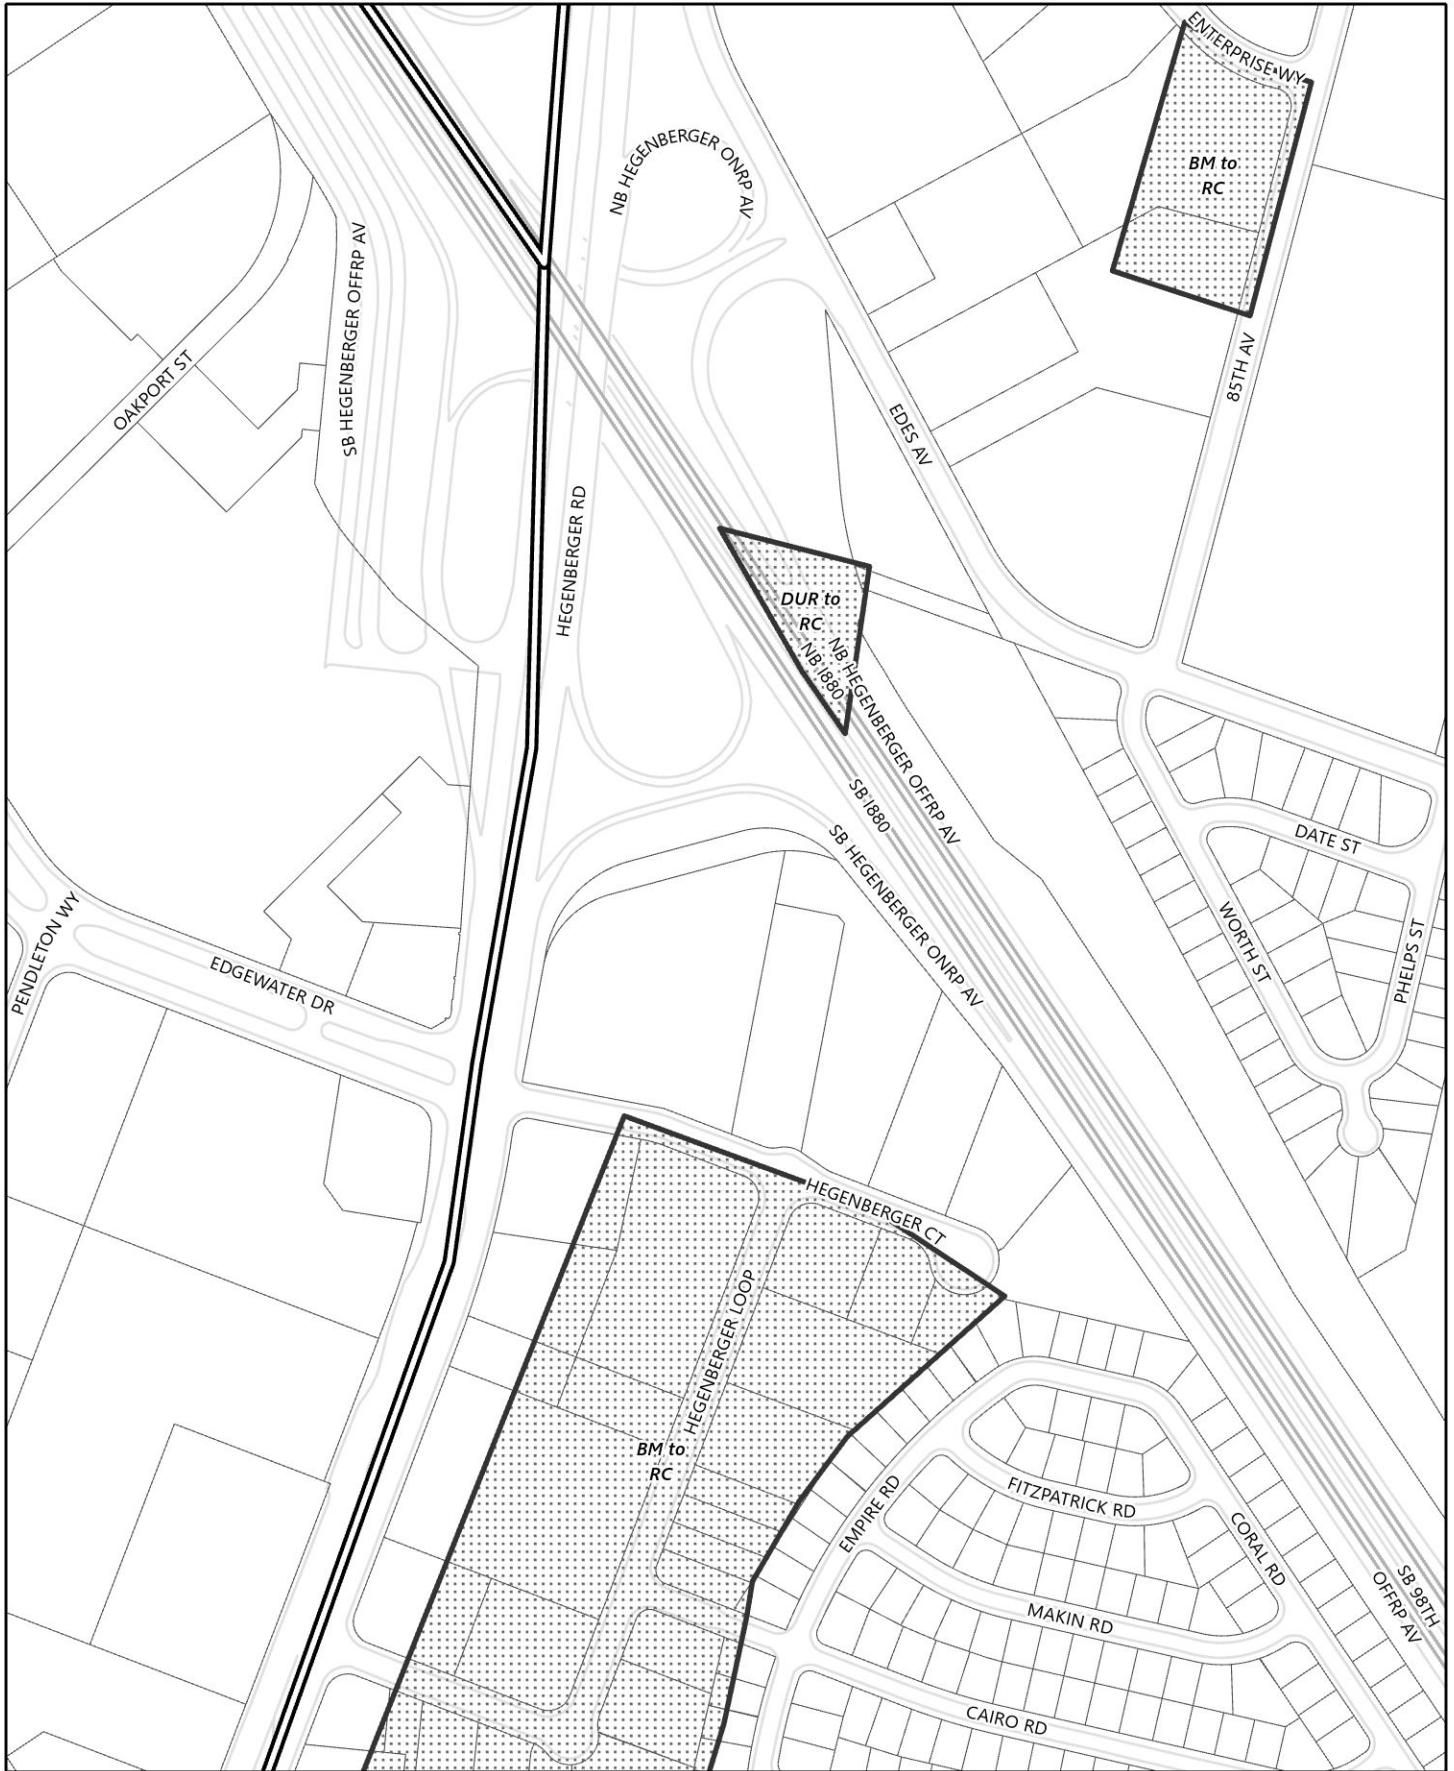 ENTERPRISE WY
BM to
RC
NB HEGENBERGER ONRP AV
SB HEGENBERGER OFFRP AV
OAKPORT ST
85TH AV
EDES AV
HEGENBERGER RD
DUR to
RC
NB I880
NB HEGENBERGER OFFRP AV
SB I880
SB HEGENBERGER ONRP AV
DATE ST
WORTH ST
PHELPS ST
PENDLETON WY
EDGEWATER DR
HEGENBERGER CT
HEGENBERGER LOOP
BM to
RC
EMPIRE RD
FITZPATRICK RD
CORAL RD
MAKIN RD
SB 98TH
OFFRP AV
CAIRO RD